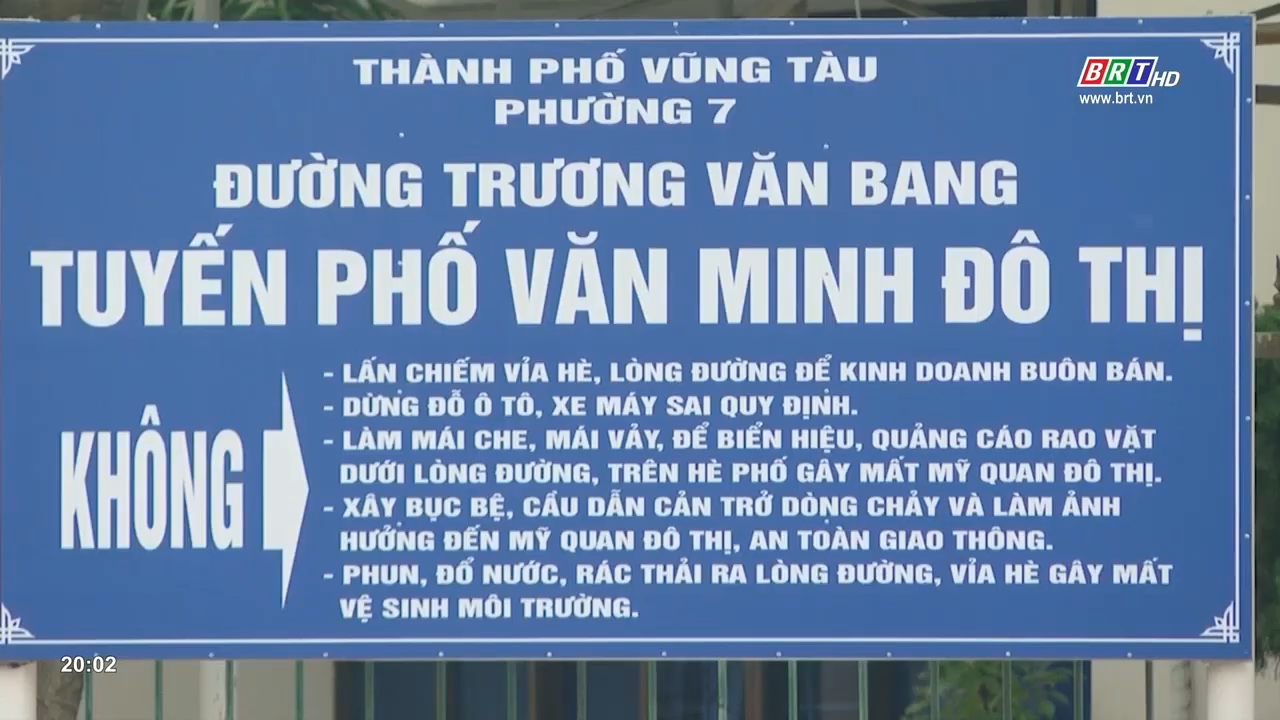 THÀNH PHỐ VŨNG TÀU
BRTHD
www.brt.vn
PHƯỜNG 7
ĐƯỜNG TRƯƠNG VĂN BANG
TUYẾN PHỐ VĂN MINH ĐÔ THỊ
KHÔNG
- LẤN CHIẾM VỈA HÈ, LÒNG ĐƯỜNG ĐỂ KINH DOANH BUÔN BÁN.
- DỪNG ĐỖ Ô TÔ, XE MÁY SAI QUY ĐỊNH.
- LÀM MÁI CHE, MÁI VẢY, ĐỂ BIỂN HIỆU, QUẢNG CÁO RAO VẶT
DƯỚI LÒNG ĐƯỜNG, TRÊN HÈ PHỐ GÂY MẤT MỸ QUAN ĐÔ THỊ.
- XÂY BỤC BỆ, CẦU DẪN CẢN TRỞ DÒNG CHẢY VÀ LÀM ẢNH
HƯỞNG ĐẾN MỸ QUAN ĐÔ THỊ, AN TOÀN GIAO THÔNG.
- PHUN, ĐỔ NƯỚC, RÁC THẢI RA LÒNG ĐƯỜNG, VỈA HÈ GÂY MẤT
VỆ SINH MÔI TRƯỜNG.
20:02